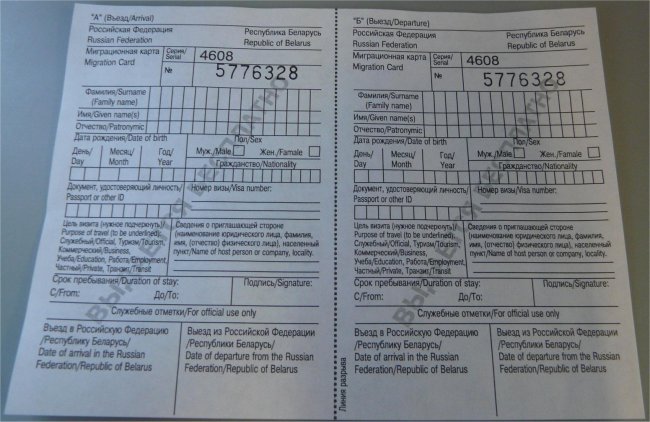 "А" (Въезд/Arrival)
Российская Федерация
Russian Federation
Республика Беларусь
Republic of Belarus
Миграционная карта
Migration Card
Серия/
Serial
4608
№
5776328
Фамилия/Surname
(Family name)
Имя/Given name(s)
Отчество/Patronymic
Дата рождения/Date of birth
Пол/Sex
День/
Day
Месяц/
Month
Год/
Year
Муж./Male
Жен./Famale
Гражданство/Nationality
Документ, удостоверяющий личность/
Passport or other ID
Номер визы/Visa number:
Цель визита (нужное подчеркнуть)/
Purpose of travel (to be underlined):
Служебный/Official, Туризм/Tourism,
Коммерческий/Business,
Учеба/Education, Работа/Employment,
Частный/Private, Транзит/Transit
Сведения о приглашающей стороне
(наименование юридического лица, фамилия,
имя, (отчество) физического лица), населенный
пункт/Name of host person or company, locality.
Срок пребывания/Duration of stay:
С/From:
До/To:
Подпись/Signature:
Служебные отметки/For official use only
Въезд в Российскую Федерацию
/Республику Беларусь/
Date of arrival in the Russian
Federation/Republic of Belarus
Выезд из Российской Федерации
/Республики Беларусь/
Date of departure from the Russian
Federation/Republic of Belarus
ВЫДАЕТСЯ БЕСПЛАТНО
Линия разрыва
"Б" (Выезд/Departure)
Российская Федерация
Russian Federation
Республика Беларусь
Republic of Belarus
Миграционная карта
Migration Card
Серия/
Serial
4608
№
5776328
Фамилия/Surname
(Family name)
Имя/Given name(s)
Отчество/Patronymic
Дата рождения/Date of birth
Пол/Sex
День/
Day
Месяц/
Month
Год/
Year
Муж./Male
Жен./Famale
Гражданство/Nationality
Документ, удостоверяющий личность/
Passport or other ID
Номер визы/Visa number:
Цель визита (нужное подчеркнуть)/
Purpose of travel (to be underlined):
Служебный/Official, Туризм/Tourism,
Коммерческий/Business,
Учеба/Education, Работа/Employment,
Частный/Private, Транзит/Transit
Сведения о приглашающей стороне
(наименование юридического лица, фамилия,
имя, (отчество) физического лица), населенный
пункт/Name of host person or company, locality.
Срок пребывания/Duration of stay:
С/From:
До/To:
Подпись/Signature:
Служебные отметки/For official use only
Въезд в Российскую Федерацию
/Республику Беларусь/
Date of arrival in the Russian
Federation/Republic of Belarus
Выезд из Российской Федерации
/Республики Беларусь/
Date of departure from the Russian
Federation/Republic of Belarus
ВЫДАЕТСЯ БЕСПЛАТНО